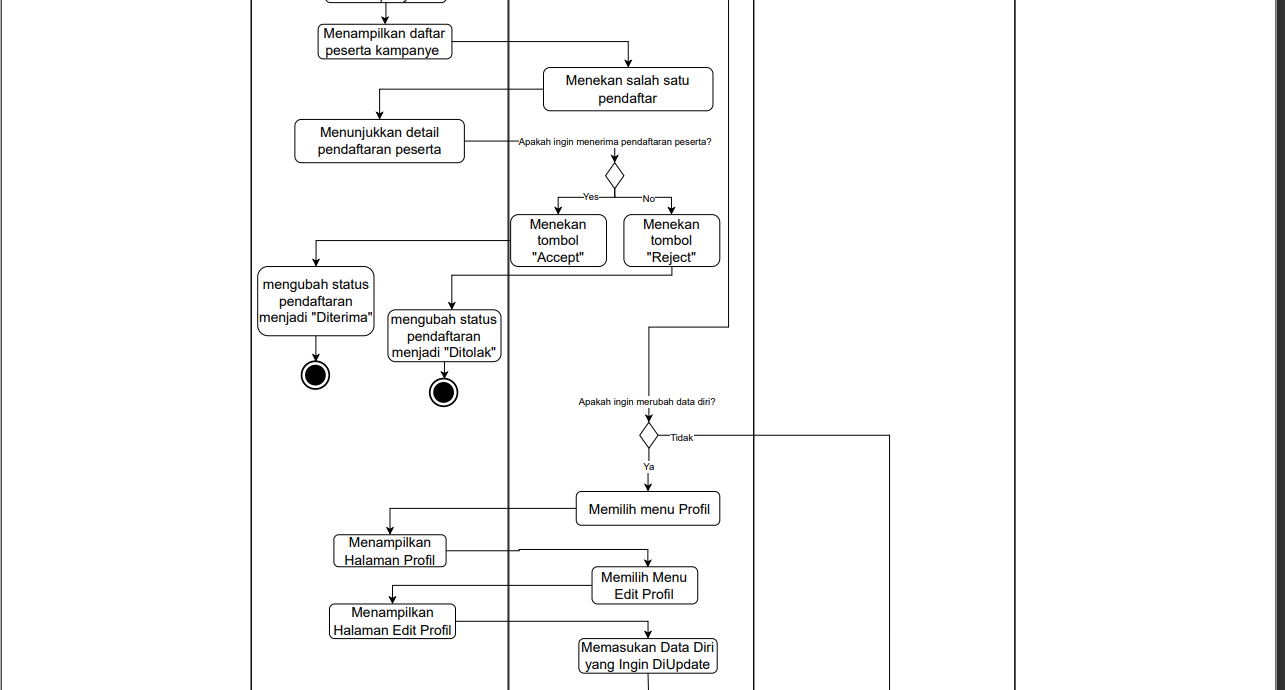 Menampilkan daftar
peserta kampanye
Menekan salah satu
pendaftar
Menunjukkan detail
pendaftaran peserta
Apakah ingin menerima pendaftaran peserta?
Yes
No
Menekan
tombol
"Accept"
Menekan
tombol
"Reject"
mengubah status
pendaftaran
menjadi "Diterima"
mengubah status
pendaftaran
menjadi "Ditolak"
Apakah ingin merubah data diri?
Tidak
Ya
Memilih menu Profil
Menampilkan
Halaman Profil
Memilih Menu
Edit Profil
Menampilkan
Halaman Edit Profil
Memasukan Data Diri
yang Ingin DiUpdate